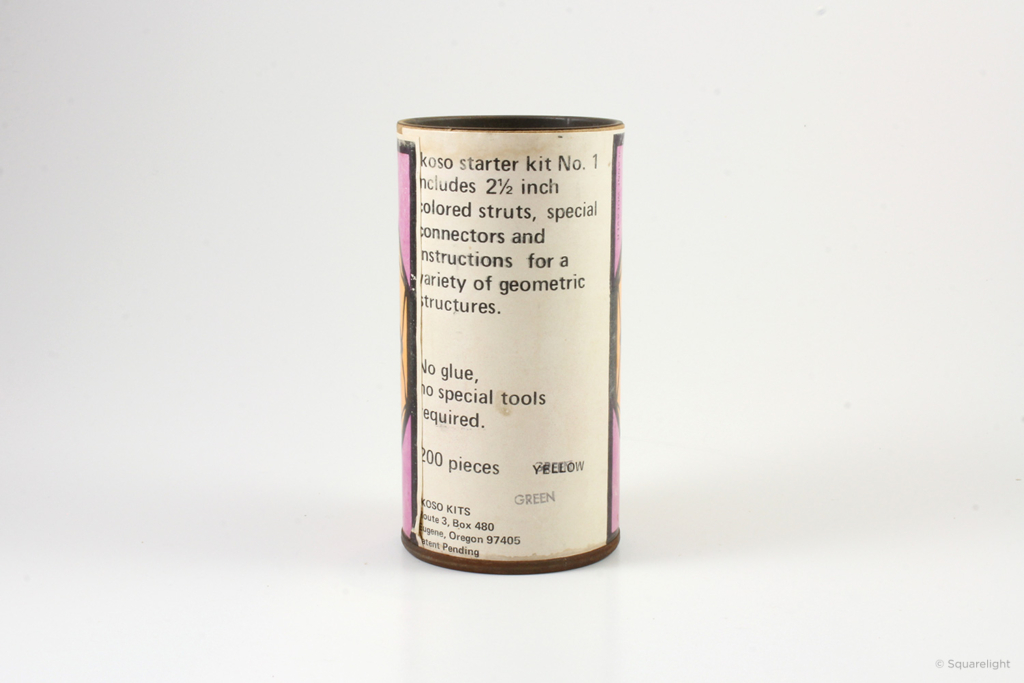 koso starter kit No. 1
ncludes 2½ inch
colored struts, special
connectors and
nstructions for a
variety of geometric
structures.
No glue,
no special tools
required.
200 pieces YELLOW
GREEN
KOSO KITS
oute 3, Box 480
ugene, Oregon 97405
atent Pending
© Squarelight